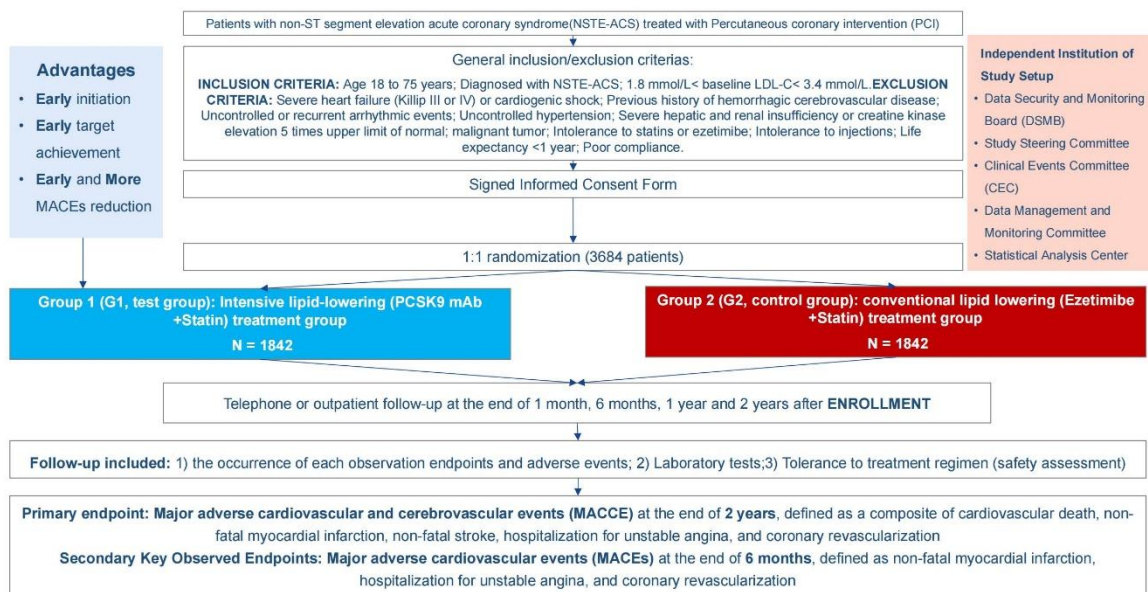 Patients with non-ST segment elevation acute coronary syndrome(NSTE-ACS) treated with Percutaneous coronary intervention (PCI)
General inclusion/exclusion criterias:
INCLUSION CRITERIA: Age 18 to 75 years; Diagnosed with NSTE-ACS; 1.8 mmol/L< baseline LDL-C< 3.4 mmol/L.EXCLUSION
CRITERIA: Severe heart failure (Killip III or IV) or cardiogenic shock; Previous history of hemorrhagic cerebrovascular disease;
Uncontrolled or recurrent arrhythmic events; Uncontrolled hypertension; Severe hepatic and renal insufficiency or creatine kinase
elevation 5 times upper limit of normal; malignant tumor; Intolerance to statins or ezetimibe; Intolerance to injections; Life
expectancy <1 year; Poor compliance.
Advantages
• Early initiation
• Early target
achievement
• Early and More
MACEs reduction
Independent Institution of
Study Setup
• Data Security and Monitoring
Board (DSMB)
• Study Steering Committee
• Clinical Events Committee
(CEC)
• Data Management and
Monitoring Committee
• Statistical Analysis Center
Signed Informed Consent Form
1:1 randomization (3684 patients)
Group 1 (G1, test group): Intensive lipid-lowering (PCSK9 mAb
+Statin) treatment group
N = 1842
Group 2 (G2, control group): conventional lipid lowering (Ezetimibe
+Statin) treatment group
N = 1842
Telephone or outpatient follow-up at the end of 1 month, 6 months, 1 year and 2 years after ENROLLMENT
Follow-up included: 1) the occurrence of each observation endpoints and adverse events; 2) Laboratory tests;3) Tolerance to treatment regimen (safety assessment)
Primary endpoint: Major adverse cardiovascular and cerebrovascular events (MACCE) at the end of 2 years, defined as a composite of cardiovascular death, non-
fatal myocardial infarction, non-fatal stroke, hospitalization for unstable angina, and coronary revascularization
Secondary Key Observed Endpoints: Major adverse cardiovascular events (MACEs) at the end of 6 months, defined as non-fatal myocardial infarction,
hospitalization for unstable angina, and coronary revascularization